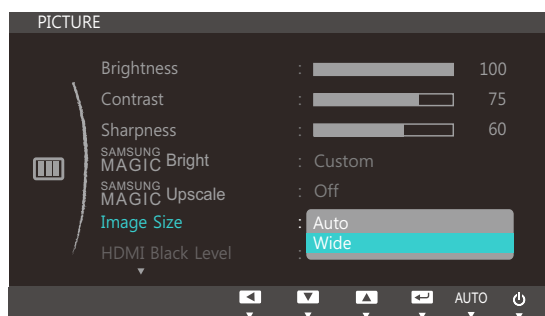 PICTURE
Brightness : 100
Contrast : 75
Sharpness : 60
SAMSUNG MAGIC Bright : Custom
SAMSUNG MAGIC Upscale : Off
Image Size : Auto
Wide
HDMI Black Level :
AUTO